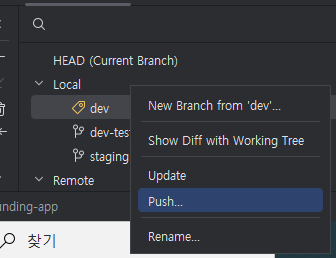 HEAD (Current Branch)
Local
dev
New Branch from 'dev'...
dev-tes
Show Diff with Working Tree
staging
Remote
Update
Push...
nding-app
Rename...
찾기